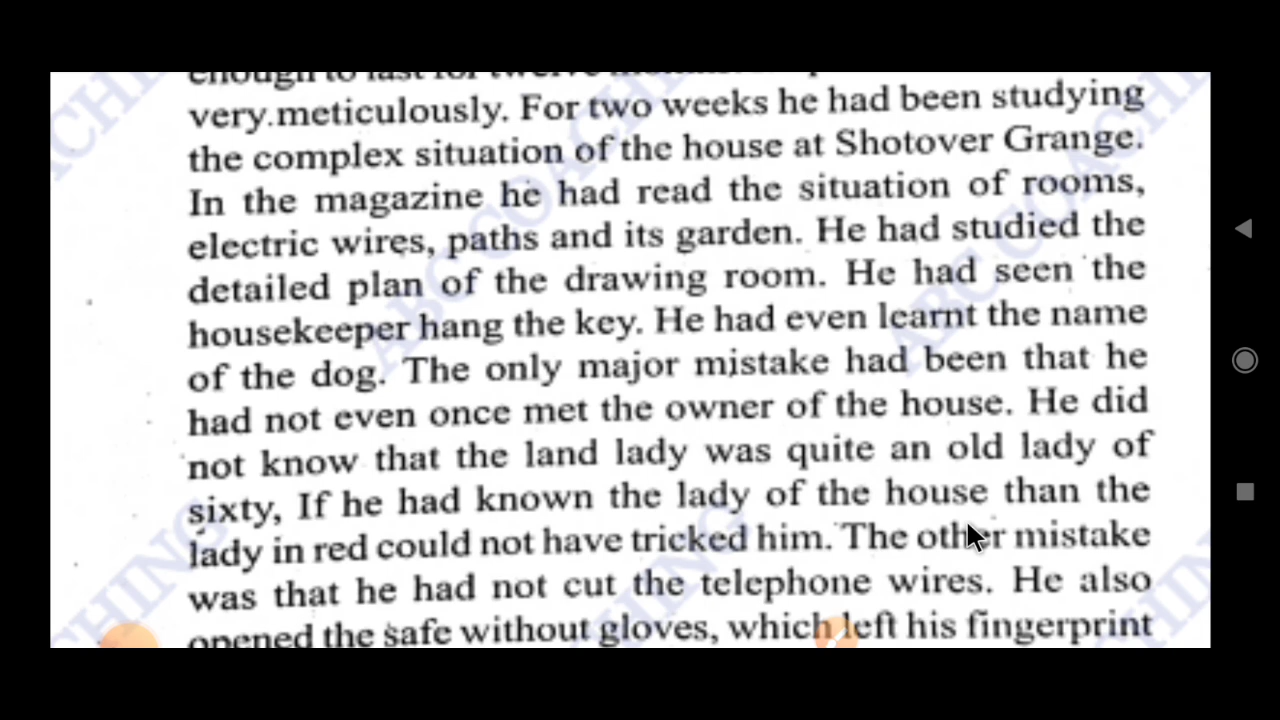 enough to last for twelve
very meticulously. For two weeks he had been studying
the complex situation of the house at Shotover Grange.
In the magazine he had read the situation of rooms,
electric wires, paths and its garden. He had studied the
detailed plan of the drawing room. He had seen the
housekeeper hang the key. He had even learnt the name
of the dog. The only major mistake had been that he
had not even once met the owner of the house. He did
not know that the land lady was quite an old lady of
sixty, If he had known the lady of the house than the
lady in red could not have tricked him. The other mistake
was that he had not cut the telephone wires. He also
opened the safe without gloves, which left his fingerprint
ABC COACHING